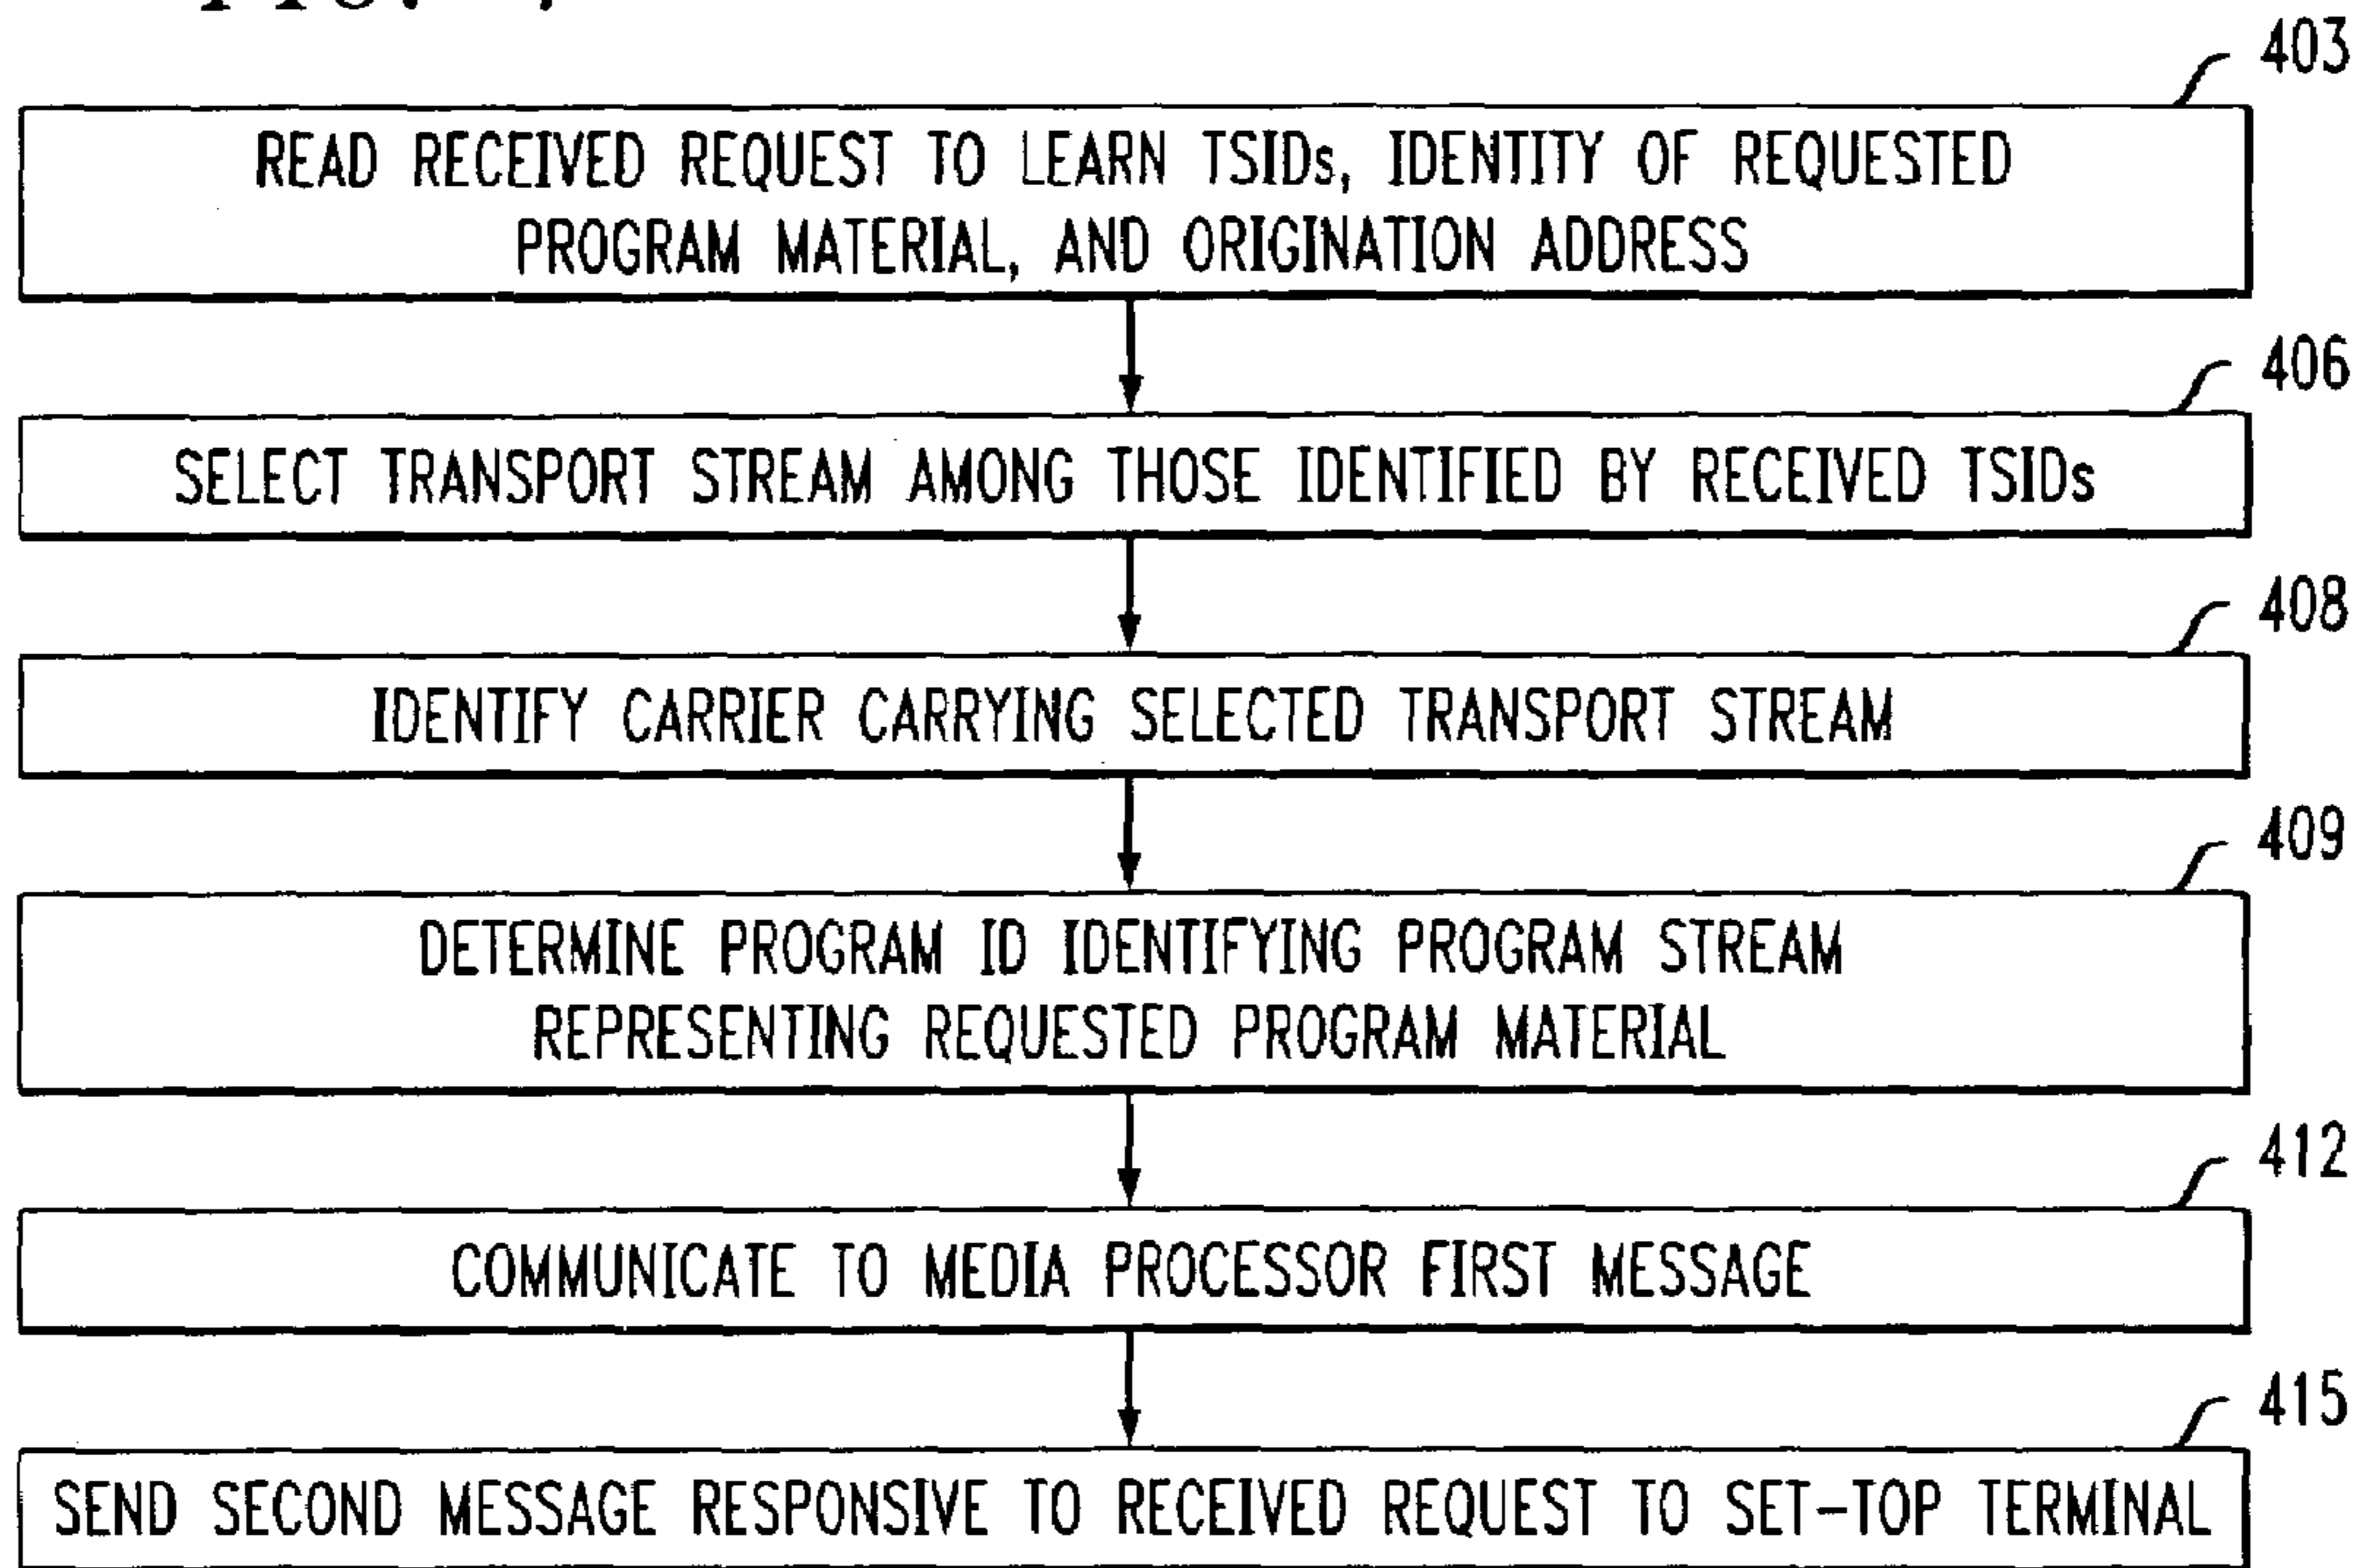 403
READ RECEIVED REQUEST TO LEARN TSIDs, IDENTITY OF REQUESTED
PROGRAM MATERIAL, AND ORIGINATION ADDRESS
406
SELECT TRANSPORT STREAM AMONG THOSE IDENTIFIED BY RECEIVED TSIDs
408
IDENTIFY CARRIER CARRYING SELECTED TRANSPORT STREAM
409
DETERMINE PROGRAM ID IDENTIFYING PROGRAM STREAM
REPRESENTING REQUESTED PROGRAM MATERIAL
412
COMMUNICATE TO MEDIA PROCESSOR FIRST MESSAGE
415
SEND SECOND MESSAGE RESPONSIVE TO RECEIVED REQUEST TO SET-TOP TERMINAL